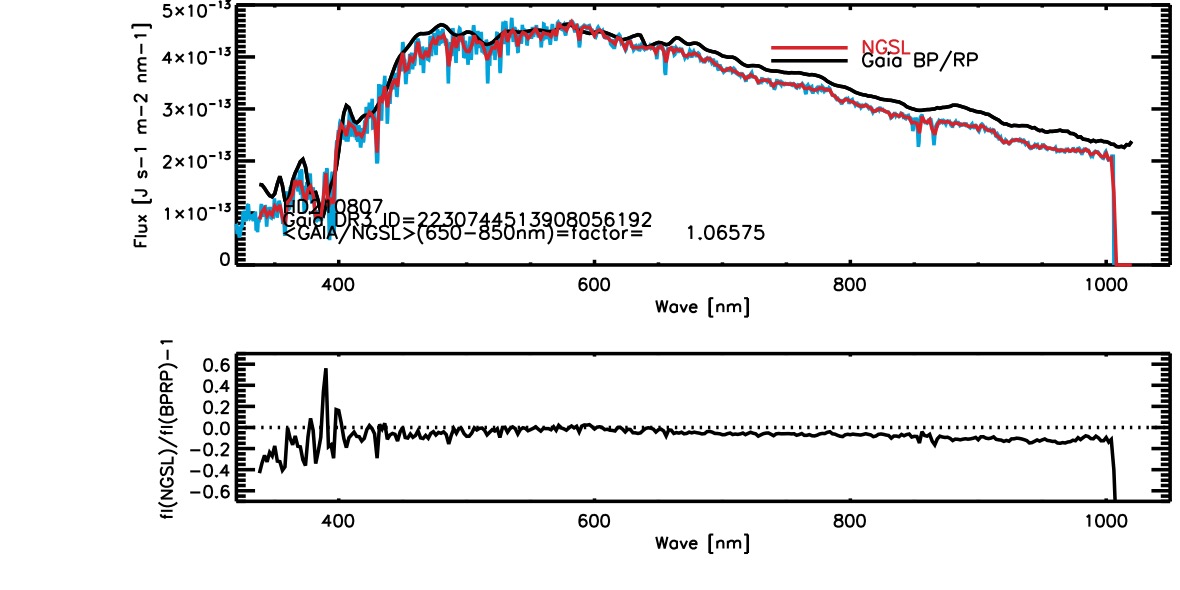 5×10−13
4×10−13
3×10−13
2×10−13
1×10−13
0
Flux [J s−1 m−2 nm−1]
NGSL
Gaia BP/RP
Gaia DR3 ID=2230744513908056192
<GAIA/NGSL>(650−850nm)=factor= 1.06575
400 600 800 1000
Wave [nm]
0.6
0.4
0.2
0.0
−0.2
−0.4
−0.6
fl(NGSL)/fl(BPRP)−1
400 600 800 1000
Wave [nm]